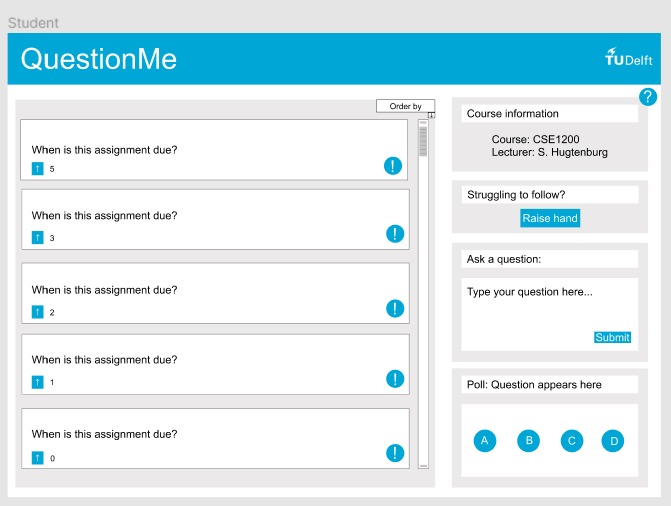 Student
QuestionMe
TUDelft
?
Order by
When is this assignment due?
↑ 5
!
When is this assignment due?
↑ 3
!
When is this assignment due?
↑ 2
!
When is this assignment due?
↑ 1
!
When is this assignment due?
↑ 0
!
Course information
Course: CSE1200
Lecturer: S. Hugtenburg
Struggling to follow?
Raise hand
Ask a question:
Type your question here...
Submit
Poll: Question appears here
A B C D